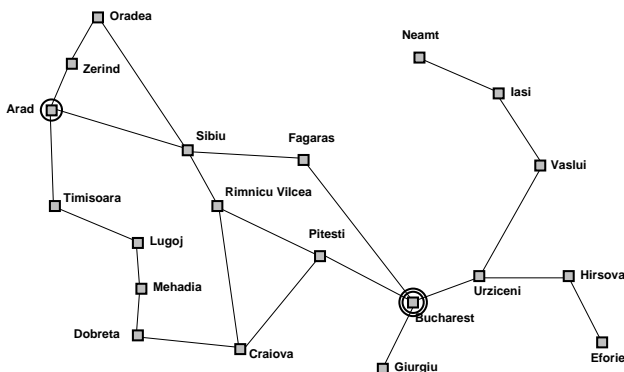 Oradea
Neamt
Zerind
Iasi
Arad
Sibiu
Fagaras
Vaslui
Rimnicu Vilcea
Timisoara
Pitesti
Lugoj
Hirsova
Mehadia
Urziceni
Bucharest
Dobreta
Craiova
Eforie
Giurgiu